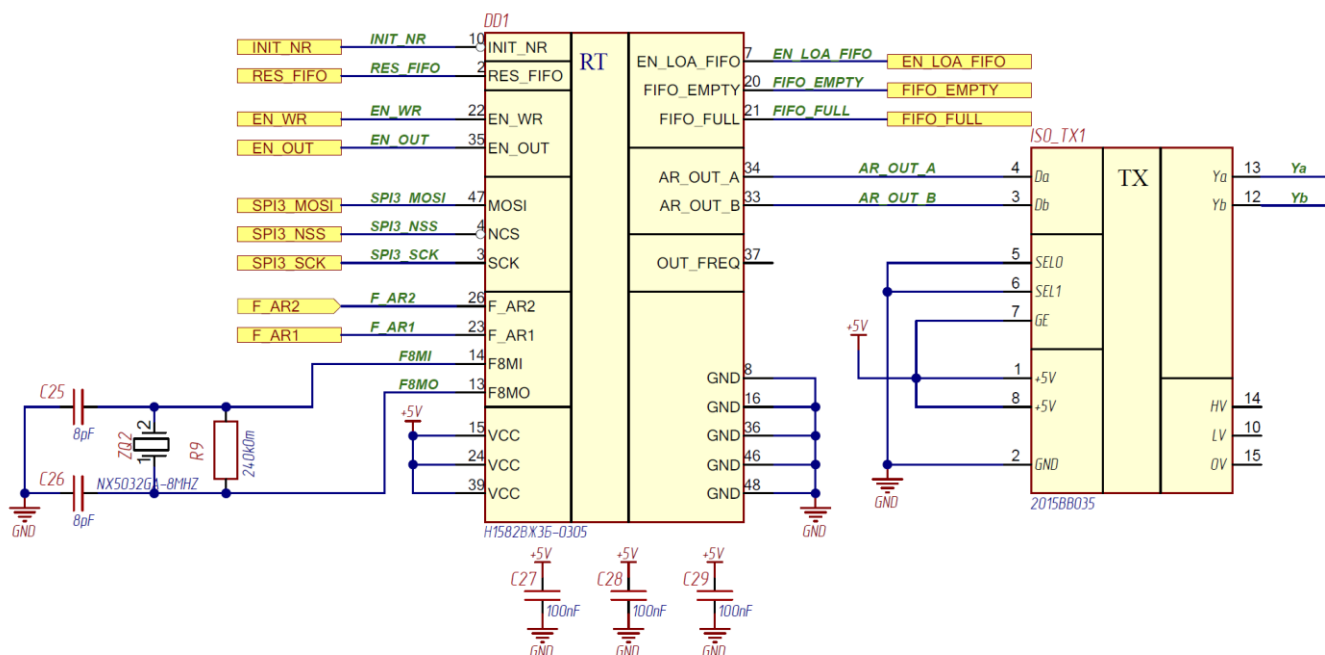 DD1
INIT_NR INIT_NR 10 INIT_NR
RES_FIFO RES_FIFO 2 RES_FIFO
EN_WR EN_WR 22 EN_WR
EN_OUT EN_OUT 35 EN_OUT
SPI3_MOSI SPI3_MOSI 47 MOSI
SPI3_NSS SPI3_NSS 4 NCS
SPI3_SCK SPI3_SCK 3 SCK
F_AR2 F_AR2 26 F_AR2
F_AR1 F_AR1 23 F_AR1
F8MI 14 F8MI
F8MO 13 F8MO
+5V
15 VCC
24 VCC
39 VCC
RT
EN_LOA_FIFO 7 EN_LOA_FIFO EN_LOA_FIFO
FIFO_EMPTY 20 FIFO_EMPTY FIFO_EMPTY
FIFO_FULL 21 FIFO_FULL FIFO_FULL
AR_OUT_A 34 AR_OUT_A
AR_OUT_B 33 AR_OUT_B
OUT_FREQ 37
GND 8
GND 16
GND 36
GND 46
GND 48
GND
Н1582ВЖ3Б-0305
C25
8pF
C26
8pF
GND
ZQ2
2
1
NX5032GA-8MHZ
R9
240kOm
ISO_TX1
TX
4 Da
3 Db
5 SEL0
6 SEL1
7 GE
+5V
1 +5V
8 +5V
2 GND
GND
Ya 13 Ya
Yb 12 Yb
HV 14
LV 10
0V 15
2015ВВ035
+5V
C27
100nF
GND
+5V
C28
100nF
GND
+5V
C29
100nF
GND